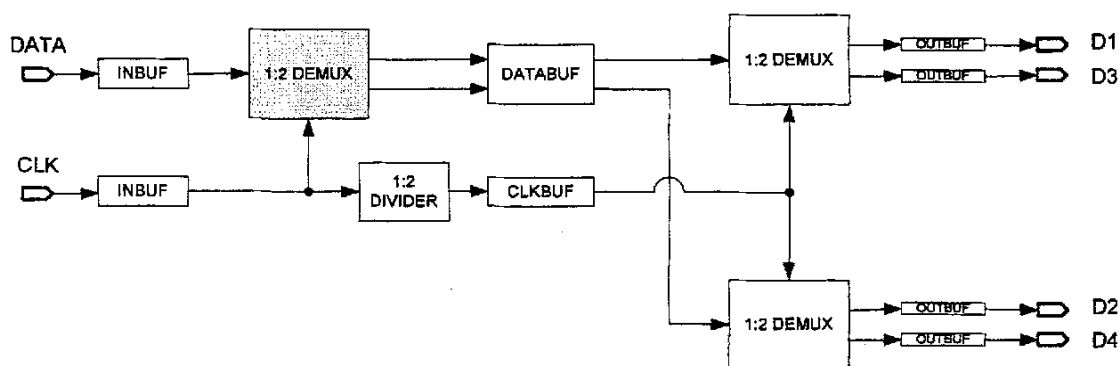 DATA
INBUF
1:2 DEMUX
DATABUF
1:2 DEMUX
OUTBUF
D1
OUTBUF
D3
CLK
INBUF
1:2
DIVIDER
CLKBUF
1:2 DEMUX
OUTBUF
D2
OUTBUF
D4